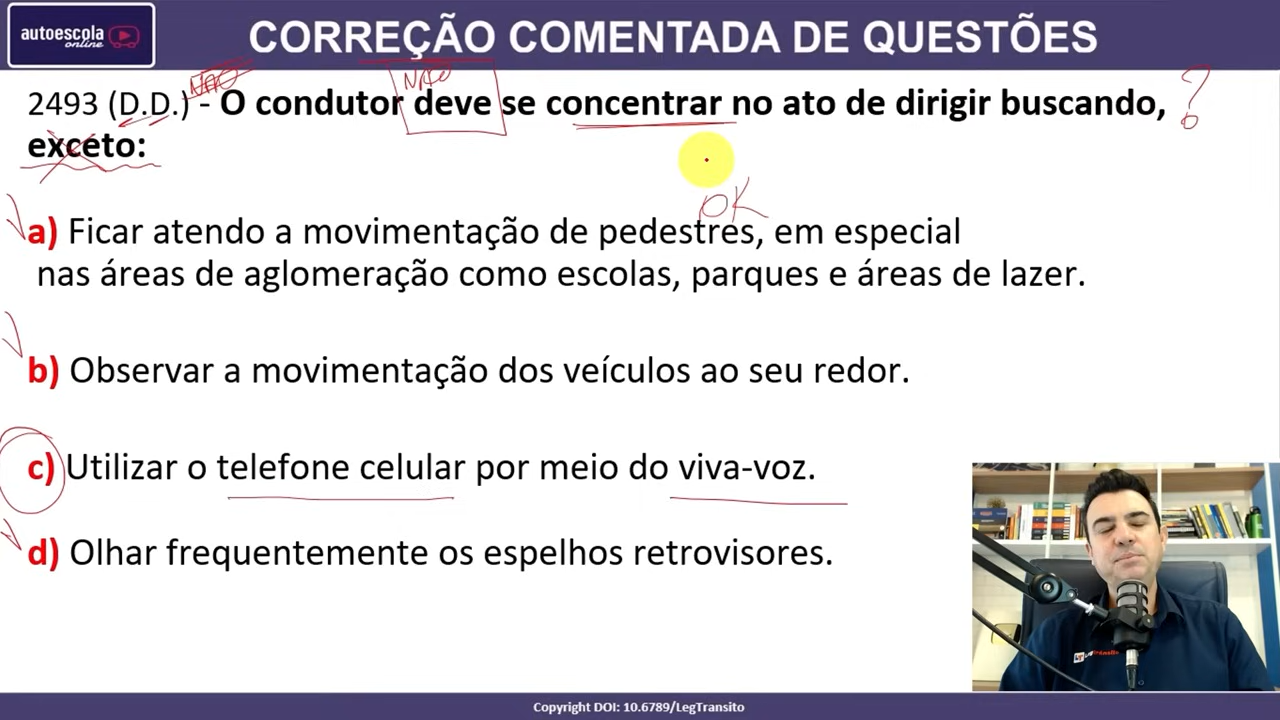 autoescola
online
CORREÇÃO COMENTADA DE QUESTÕES
NÃO
NÃO
2493 (D.D.) - O condutor deve se concentrar no ato de dirigir buscando, ?
exceto:
OK
a) Ficar atendo a movimentação de pedestres, em especial
nas áreas de aglomeração como escolas, parques e áreas de lazer.
b) Observar a movimentação dos veículos ao seu redor.
c) Utilizar o telefone celular por meio do viva-voz.
d) Olhar frequentemente os espelhos retrovisores.
Copyright DOI: 10.6789/LegTransito